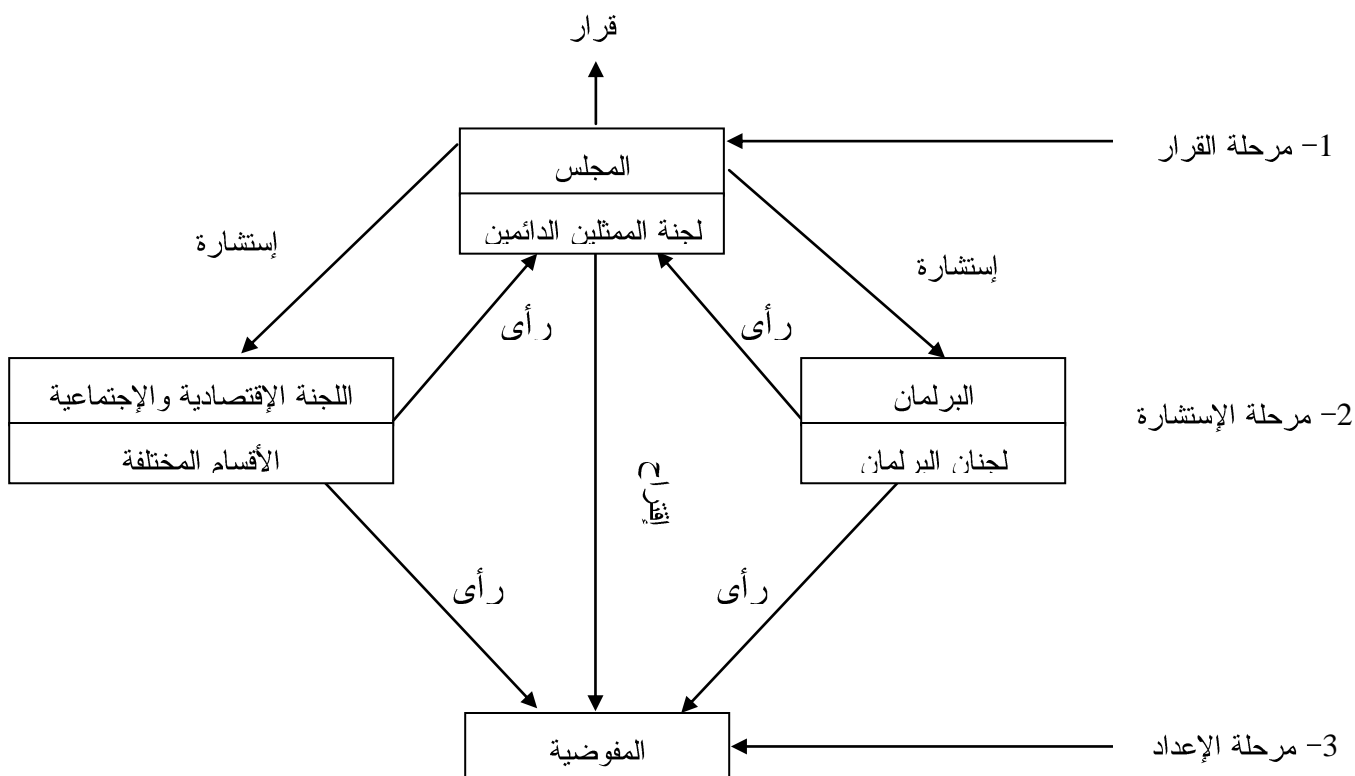 قرار
1- مرحلة القرار
المجلس
لجنة الممثلين الدائمين
إستشارة
إستشارة
رأى
رأى
البرلمان
لجنان البرلمان
اللجنة الإقتصادية والإجتماعية
الأقسام المختلفة
2- مرحلة الإستشارة
إقتراح
رأى
رأى
المفوضية
3- مرحلة الإعداد